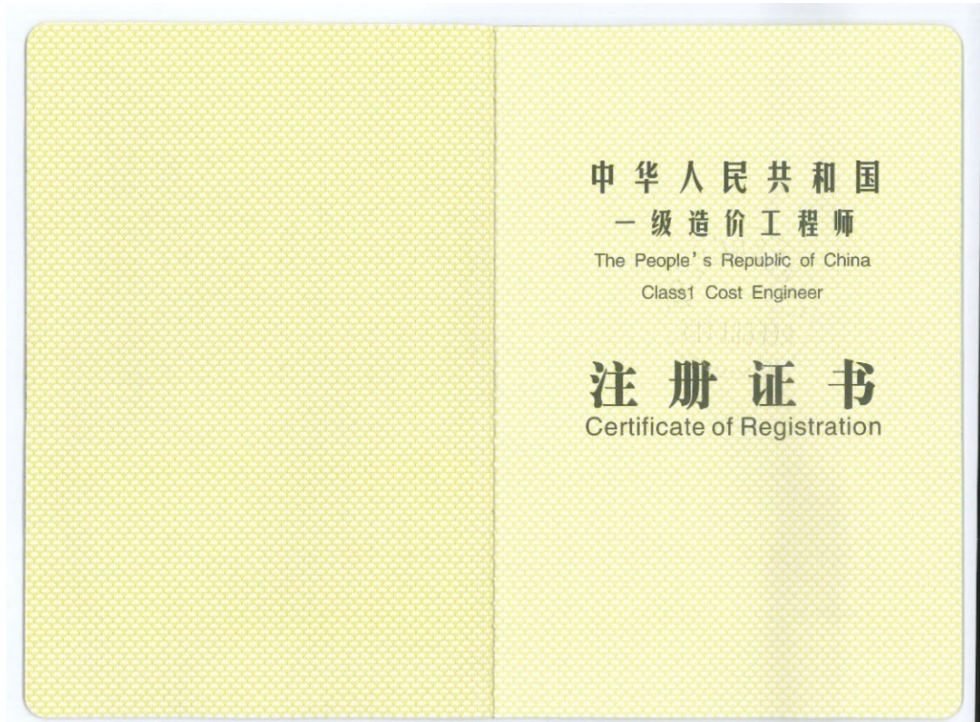 中华人民共和国
一级造价工程师
The People's Republic of China
Class1 Cost Engineer
注册证书
Certificate of Registration